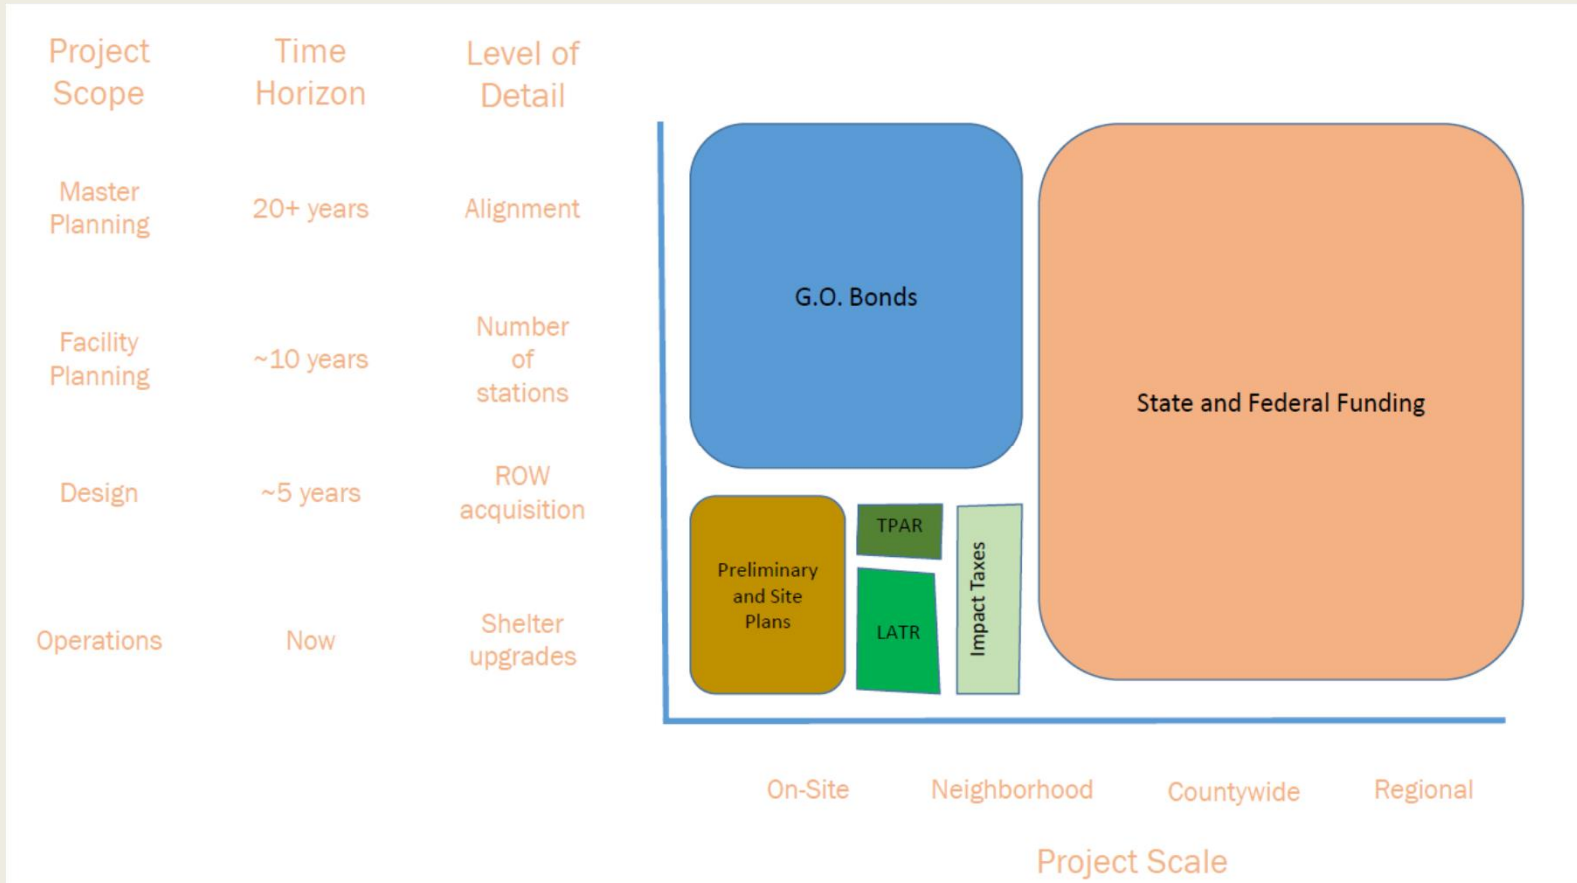 Project
Scope
Time
Horizon
Level of
Detail
Master
Planning
20+ years
Alignment
Facility
Planning
~10 years
Number
of
stations
Design
~5 years
ROW
acquisition
Operations
Now
Shelter
upgrades
G.O. Bonds
State and Federal Funding
Preliminary
and Site
Plans
TPAR
LATR
Impact Taxes
On-Site
Neighborhood
Countywide
Regional
Project Scale